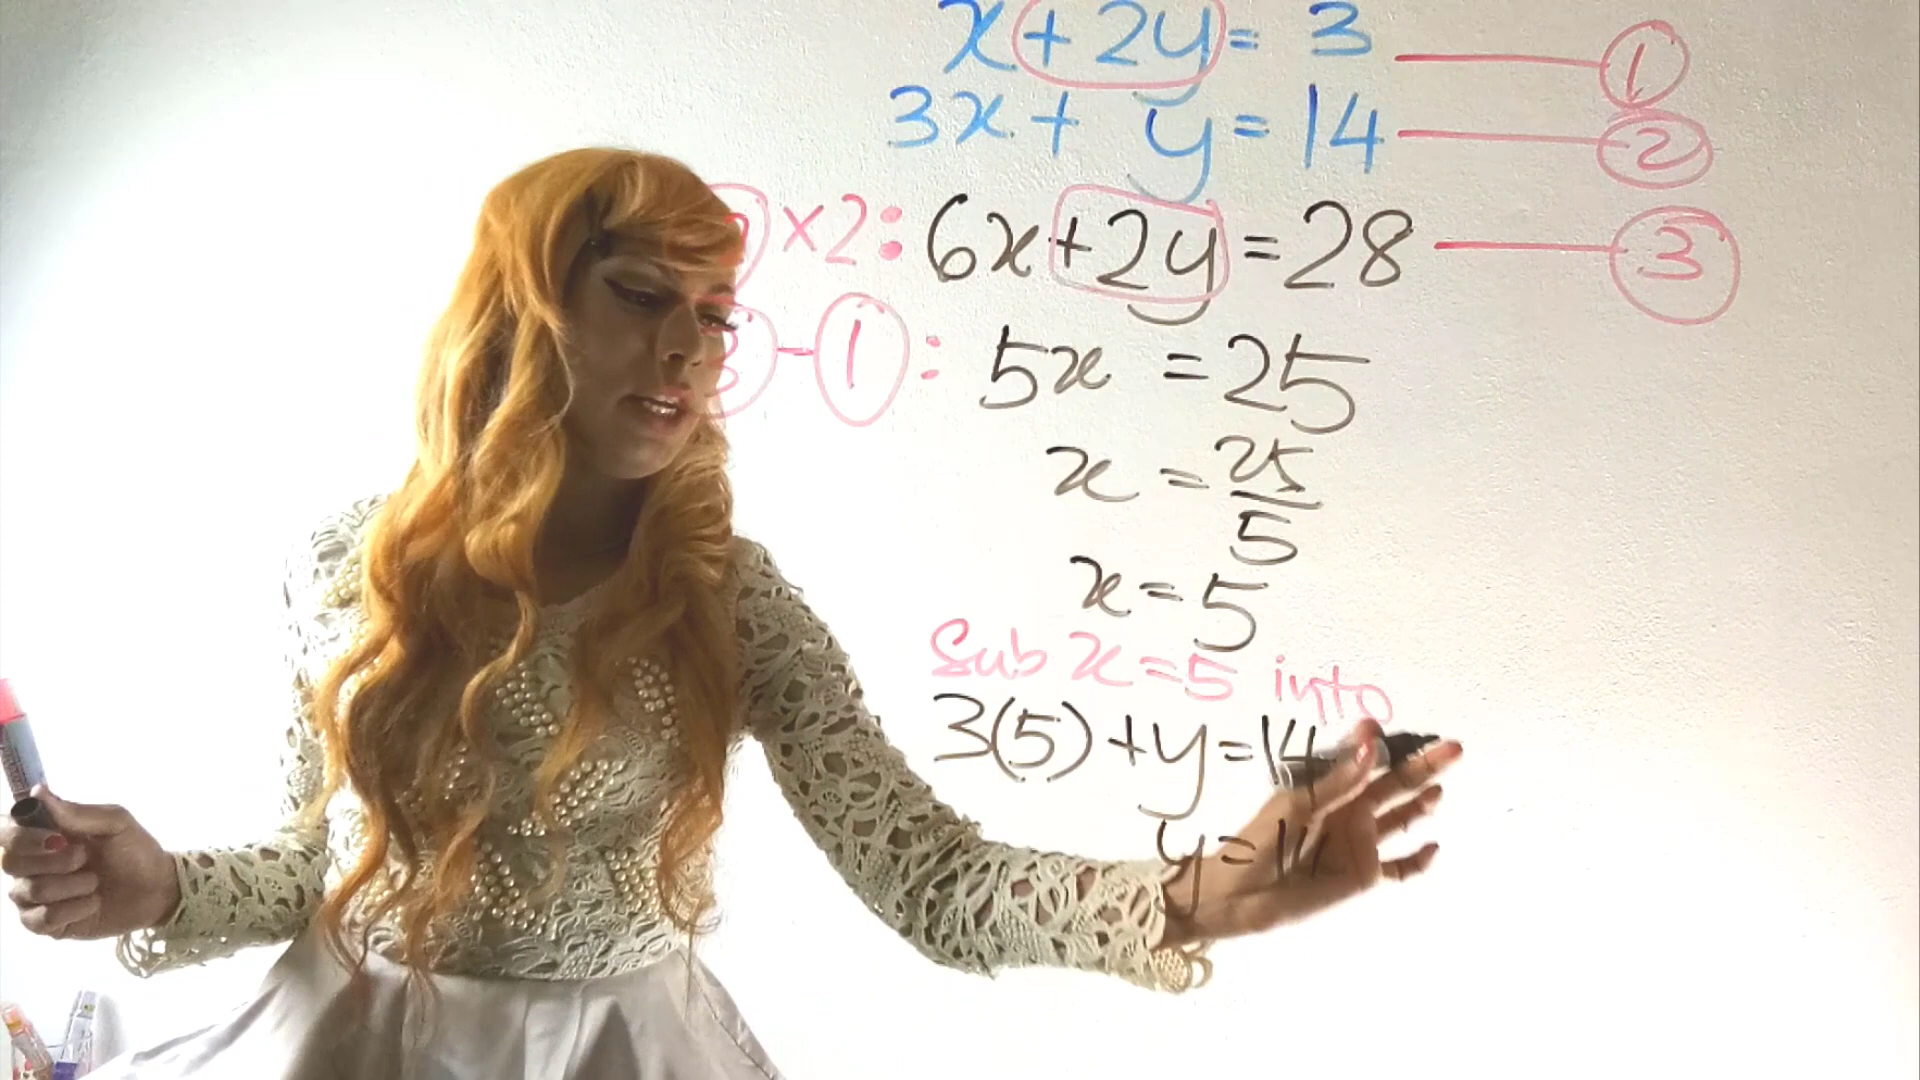 x+2y=3 ——— ①
3x+ y=14 ——— ②
×2: 6x+2y=28 ——— ③
③-①: 5x =25
x=25/5
x=5
Sub x=5 into
3(5)+y=14
y=